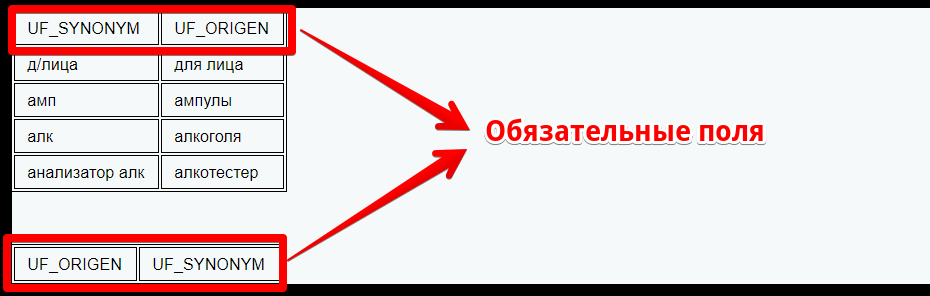 UF_SYNONYM UF_ORIGEN
д/лица для лица
амп ампулы
алк алкоголя
анализатор алк алкотестер
Обязательные поля
UF_ORIGEN UF_SYNONYM